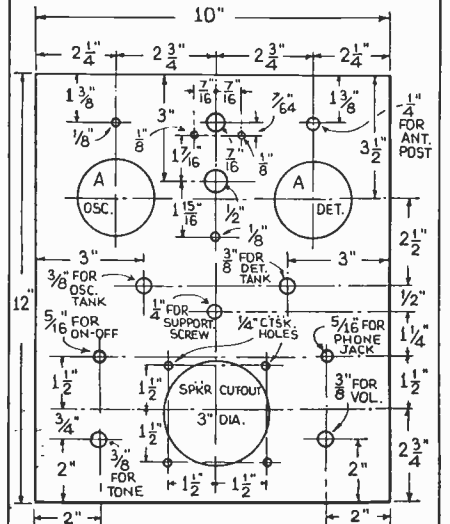 10"
2 1/4" 2 3/4" 2 3/4" 2 1/4"
1 3/8" 3" 7/16" 7/16" 7/64" 1 3/8" 1/4" FOR ANT. POST
1/8" 1/8" 1 7/16" 7/16" 1/8" 3 1/2"
A OSC. A DET.
1/2"
1 15/16"
1/8"
3" 3" 2 1/2"
3/8" FOR OSC. TANK 3/8" FOR DET. TANK
12"
1/4" FOR SUPPORT. SCREW 1/2"
5/16" FOR ON-OFF 1/4" CTSK. HOLES 5/16" FOR PHONE JACK 1 1/4"
1 1/2" 1 1/2" SPKR CUTOUT 3" DIA. 1 1/2"
3/8" FOR VOL.
3/4" 1 1/2"
2" 3/8" FOR TONE 2" 2 3/4"
1 1/2" 1 1/2"
2" 2"